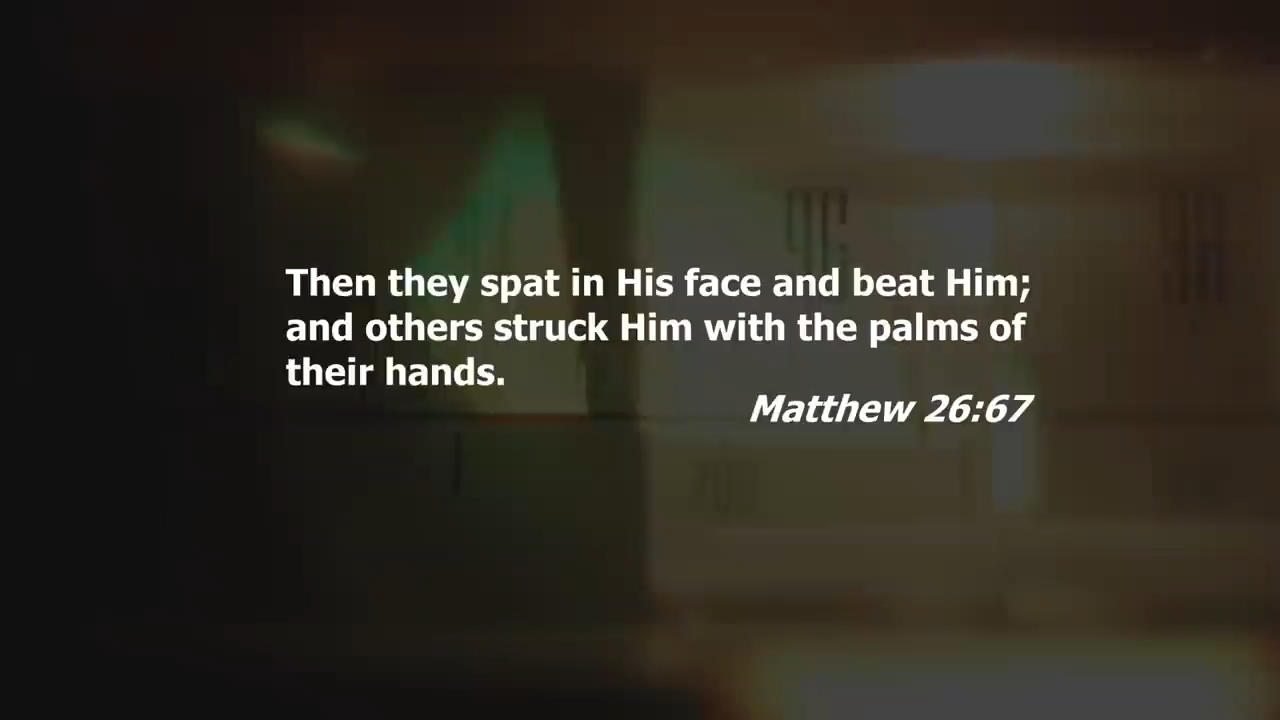 Then they spat in His face and beat Him;
and others struck Him with the palms of
their hands.
Matthew 26:67